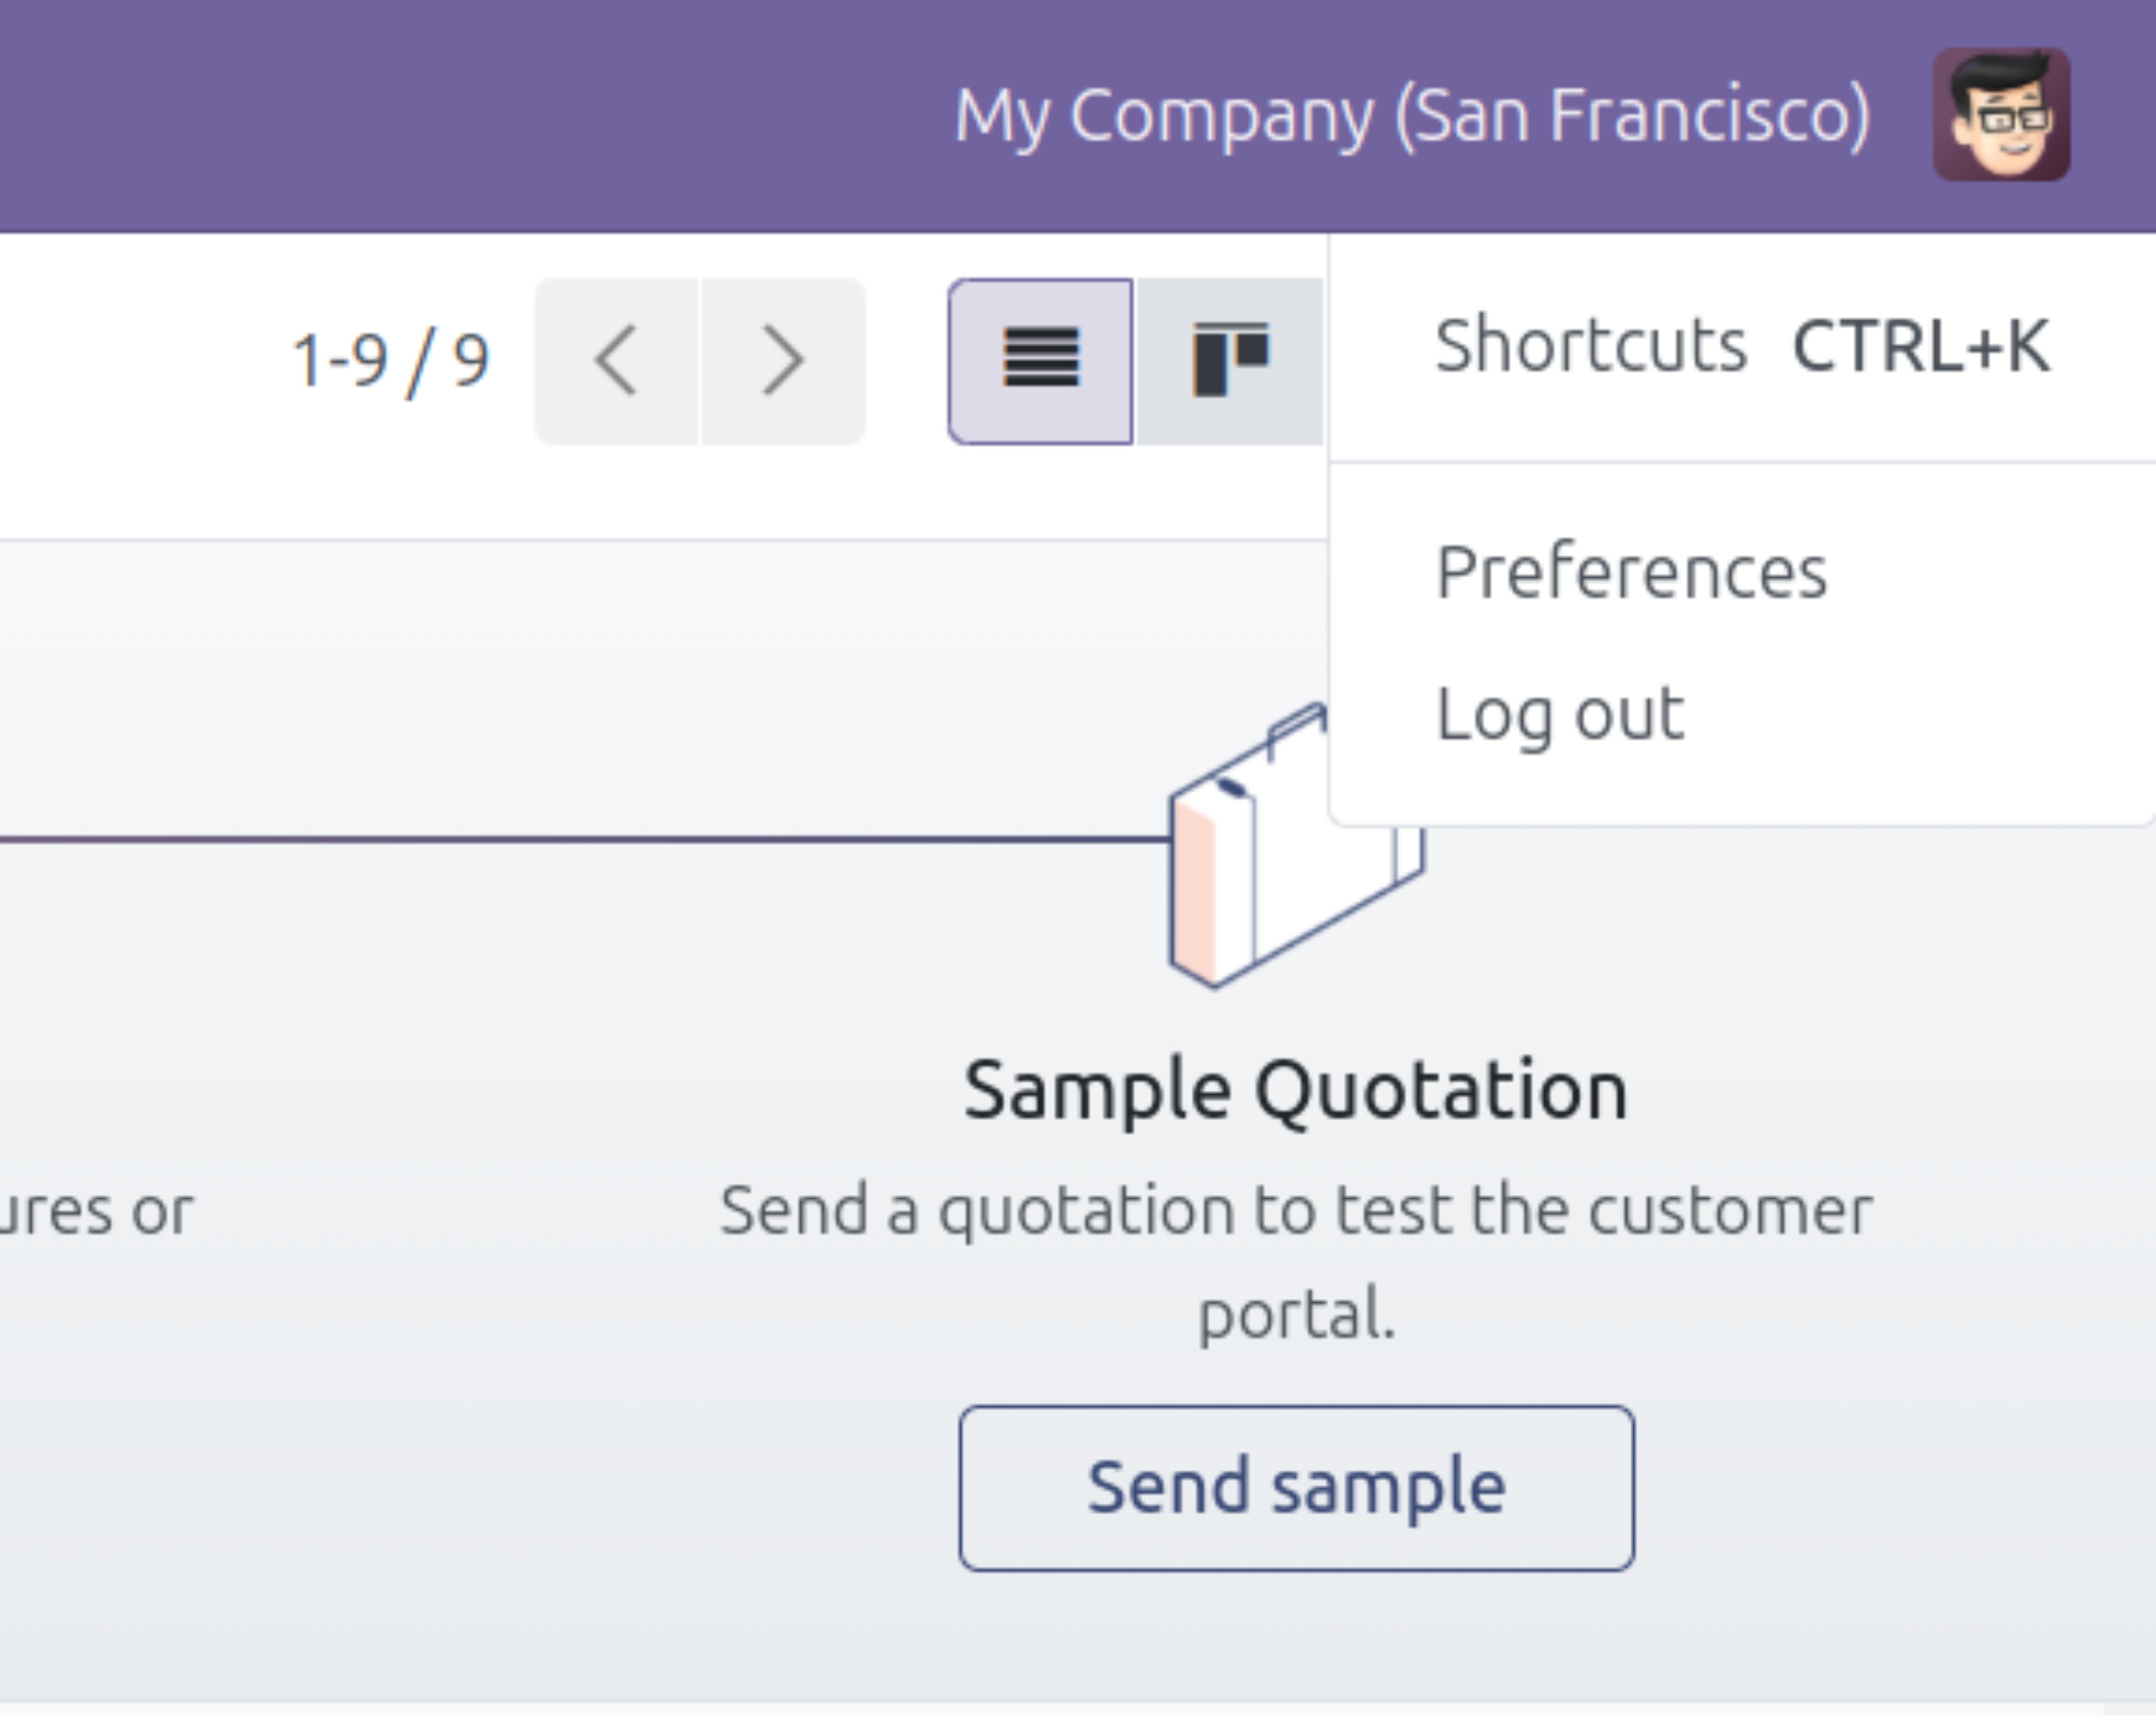 My Company (San Francisco)
1-9 / 9
Shortcuts CTRL+K
Preferences
Log out
Sample Quotation
Send a quotation to test the customer
portal.
or
Send sample